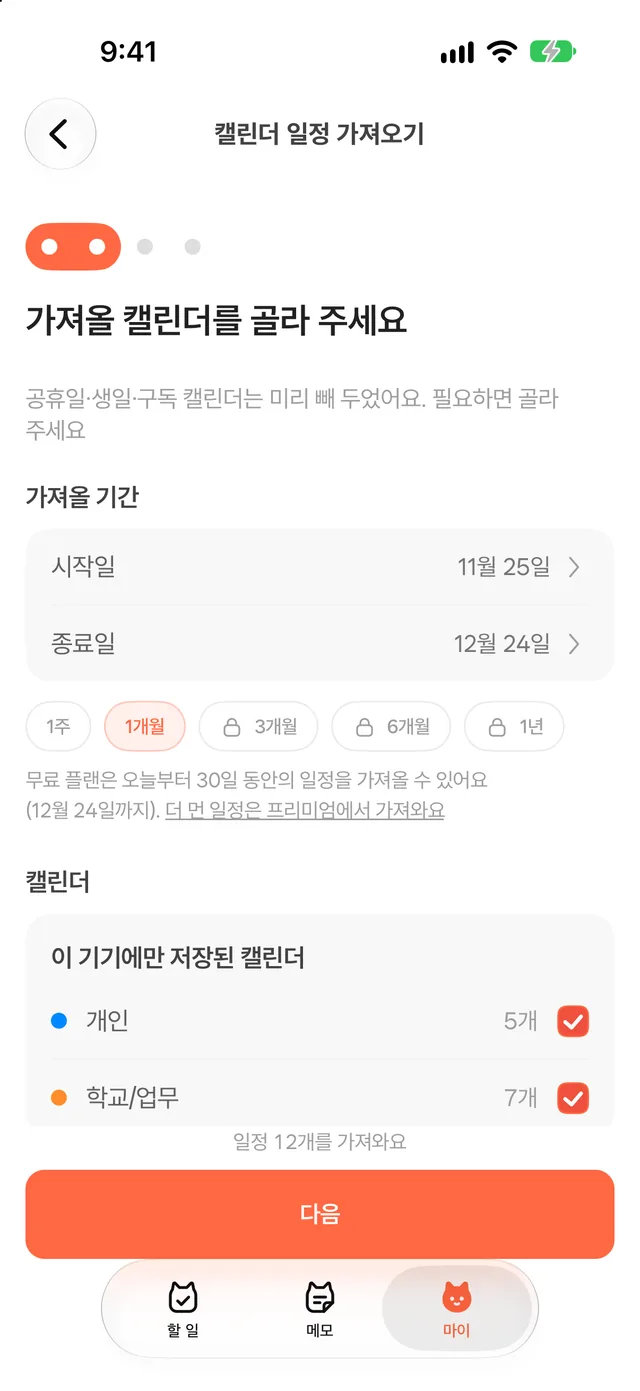 9:41
캘린더 일정 가져오기
가져올 캘린더를 골라 주세요
공휴일·생일·구독 캘린더는 미리 빼 두었어요. 필요하면 골라
주세요
가져올 기간
시작일 11월 25일
종료일 12월 24일
1주 1개월 3개월 6개월 1년
무료 플랜은 오늘부터 30일 동안의 일정을 가져올 수 있어요
(12월 24일까지). 더 먼 일정은 프리미엄에서 가져와요
캘린더
이 기기에만 저장된 캘린더
개인 5개
학교/업무 7개
일정 12개를 가져와요
다음
할 일 메모 마이